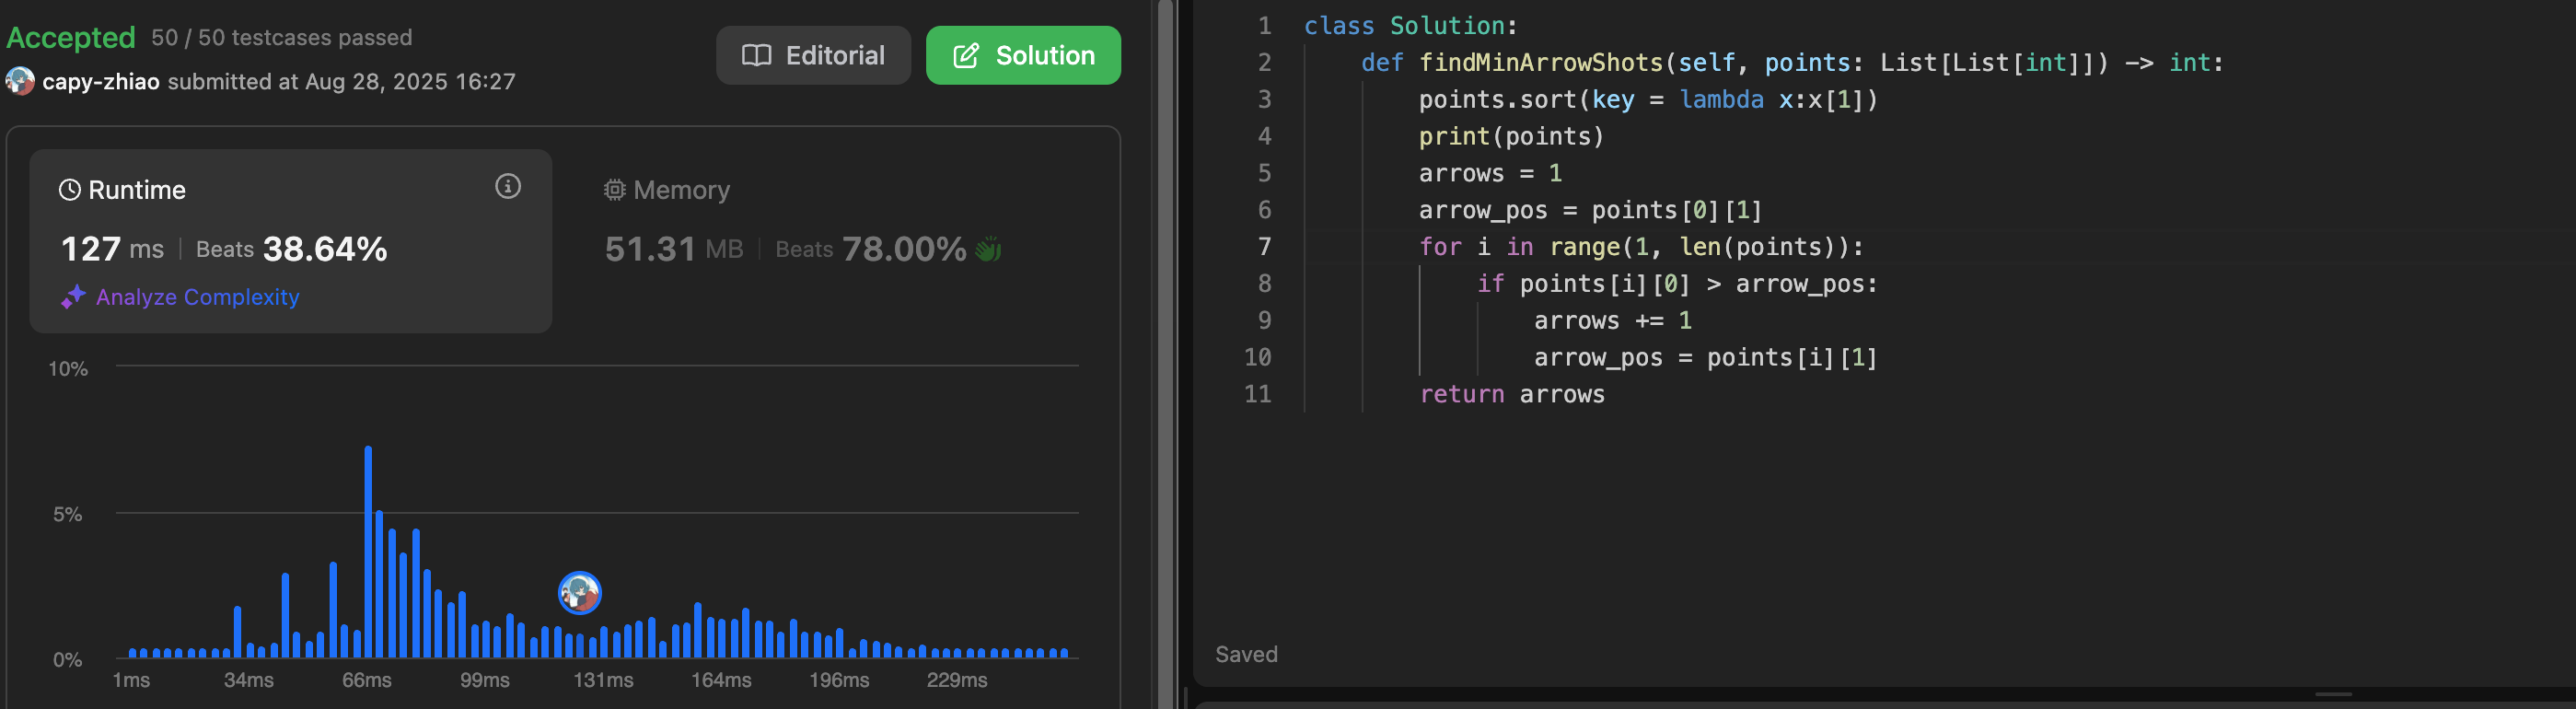 Accepted 50 / 50 testcases passed
capy-zhiao submitted at Aug 28, 2025 16:27
Editorial
Solution
Runtime
127 ms | Beats 38.64%
Analyze Complexity
Memory
51.31 MB | Beats 78.00%
10%
5%
0%
1ms 34ms 66ms 99ms 131ms 164ms 196ms 229ms
1 class Solution:
2 def findMinArrowShots(self, points: List[List[int]]) -> int:
3 points.sort(key = lambda x:x[1])
4 print(points)
5 arrows = 1
6 arrow_pos = points[0][1]
7 for i in range(1, len(points)):
8 if points[i][0] > arrow_pos:
9 arrows += 1
10 arrow_pos = points[i][1]
11 return arrows
Saved